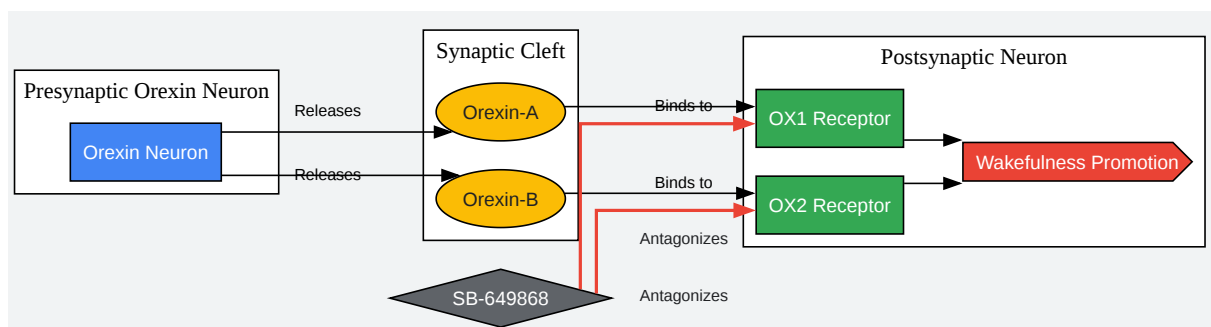 Synaptic Cleft
Postsynaptic Neuron
Presynaptic Orexin Neuron
Releases
Orexin-A
Binds to
OX1 Receptor
Orexin Neuron
Wakefulness Promotion
Releases
Orexin-B
Binds to
OX2 Receptor
Antagonizes
SB-649868
Antagonizes